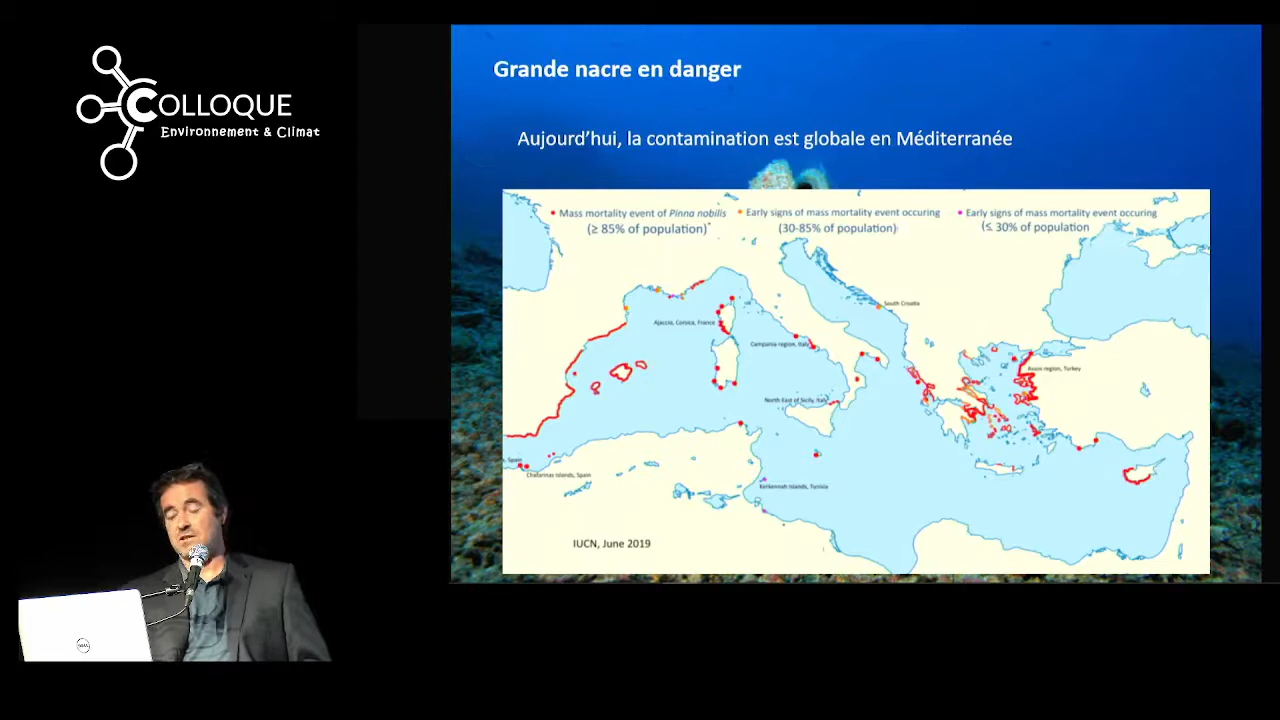 COLLOQUE
Environnement & Climat
Grande nacre en danger
Aujourd’hui, la contamination est globale en Méditerranée
Mass mortality event of Pinna nobilis
(≥ 85% of population)*
Early signs of mass mortality event occuring
(30-85% of population)
Early signs of mass mortality event occuring
(≤ 30% of population
South Croatia
Ajaccio, Corsica, France
Campania region, Italy
Assos region, Turkey
North East of Sicily, Italy
, Spain
Chafarinas Islands, Spain
Kerkennah Islands, Tunisia
IUCN, June 2019
DELL